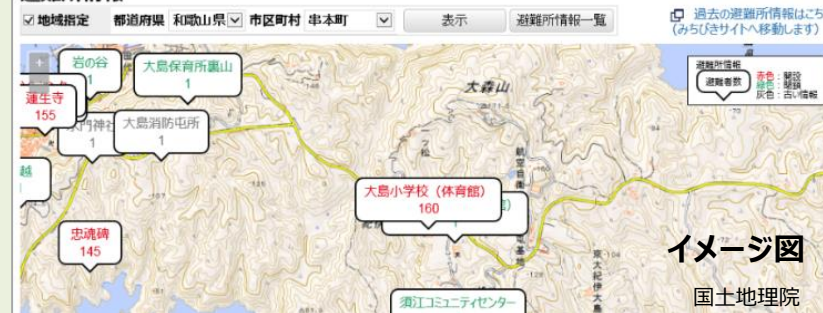 ☑地域指定 都道府県 和歌山県 市区町村 串本町 表示 避難所情報一覧
過去の避難所情報はこち
(みちびきサイトへ移動します)
避難所情報
避難者数
赤色:開設
緑色:閉鎖
灰色:古い情報
岩の谷
1
大島保育所裏山
1
大森山
蓮生寺
155
1
大島消防屯所
1
越
大島小学校(体育館)
160
1
忠魂碑
145
須江コミュニティセンター
イメージ図
国土地理院